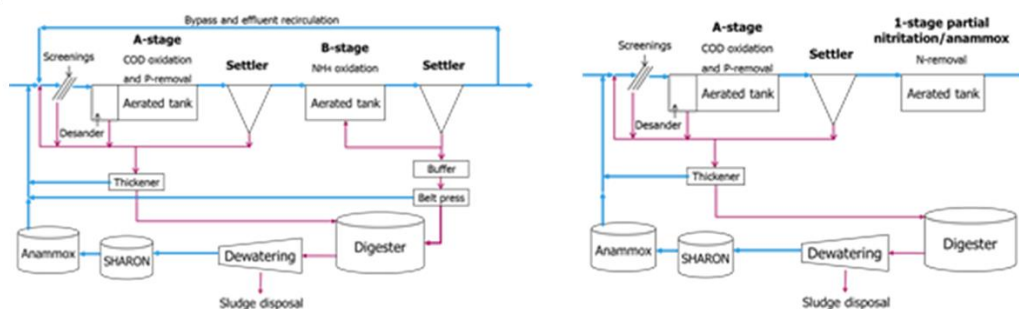 Bypass and effluent recirculation
Screenings
A-stage
COD oxidation
and P-removal
Settler
B-stage
NH4 oxidation
Settler
Aerated tank
Aerated tank
Desander
Thickener
Buffer
Belt press
Digester
Anammox
SHARON
Dewatering
Sludge disposal
Screenings
A-stage
COD oxidation
and P-removal
Settler
1-stage partial
nitritation/anammox
N-removal
Aerated tank
Aerated tank
Desander
Thickener
Digester
Anammox
SHARON
Dewatering
Sludge disposal